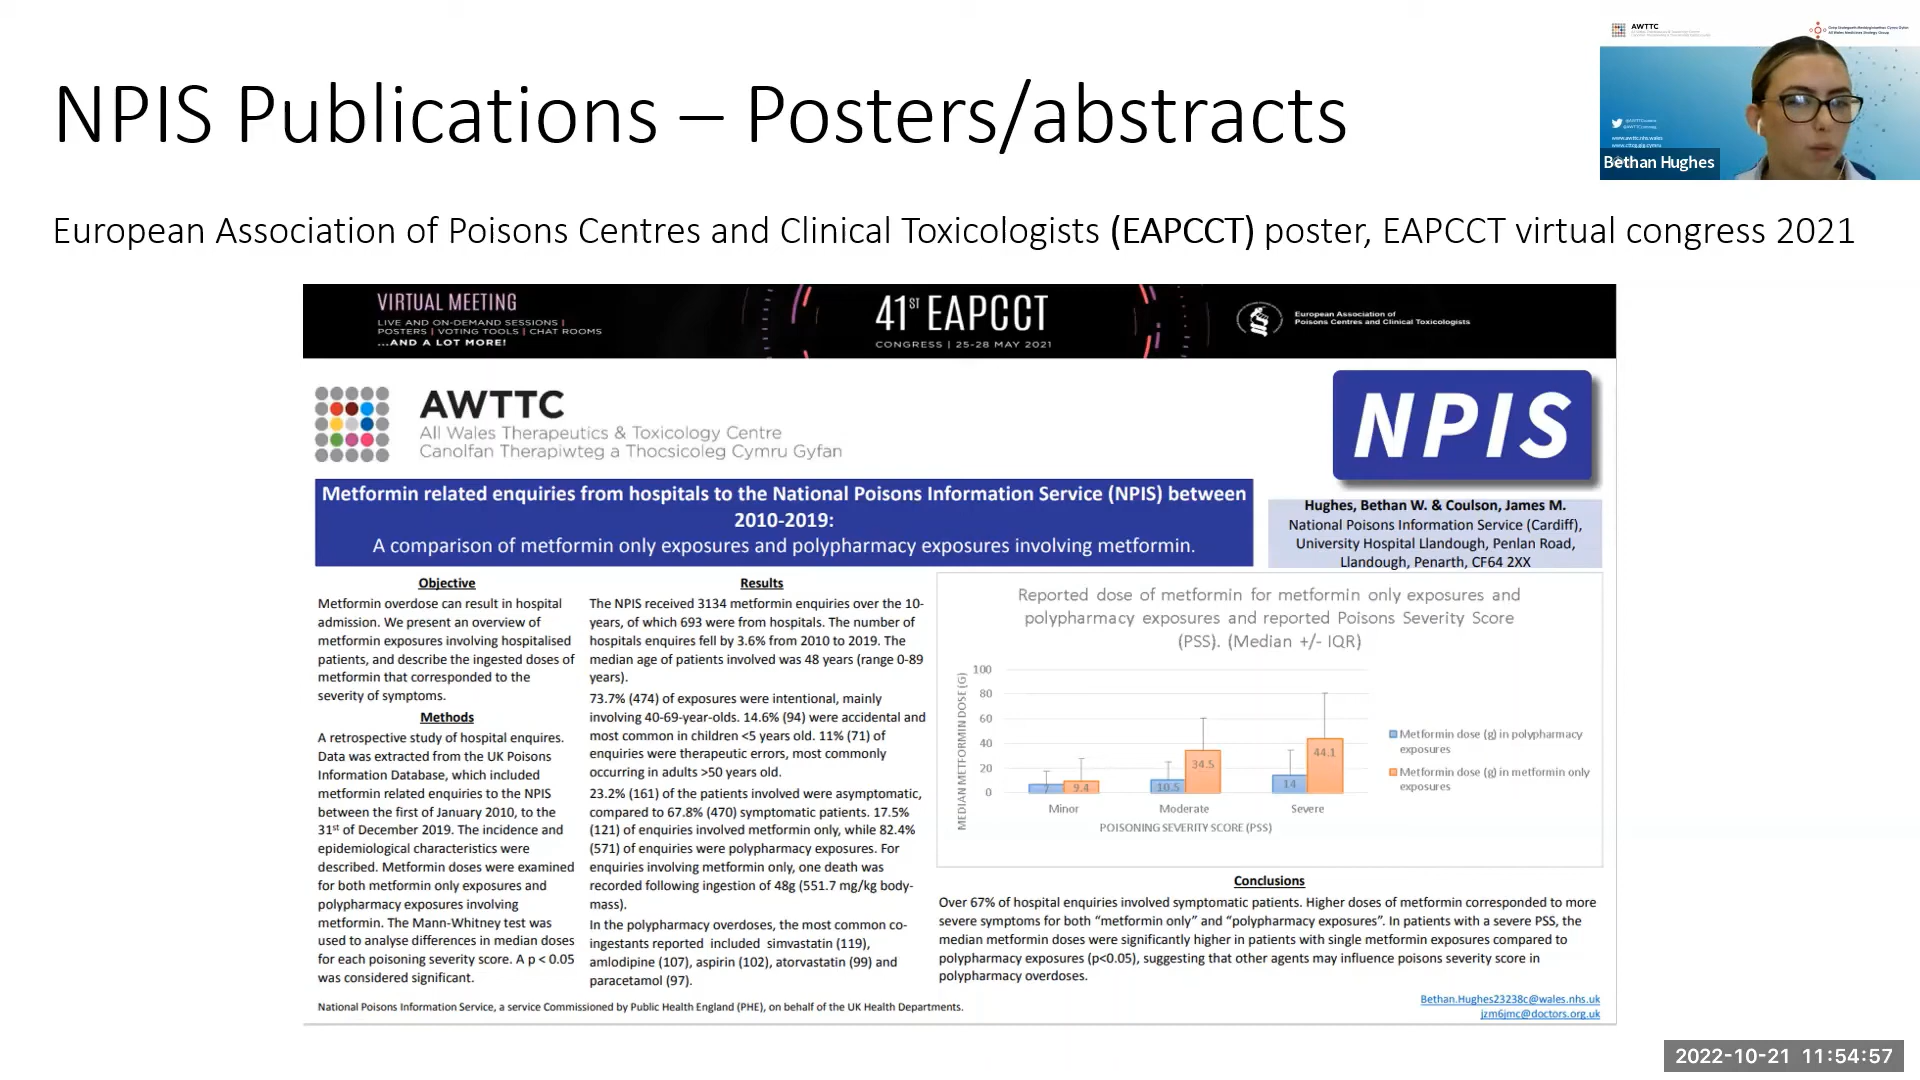 NPIS Publications – Posters/abstracts
AWTTC
Bethan Hughes
European Association of Poisons Centres and Clinical Toxicologists (EAPCCT) poster, EAPCCT virtual congress 2021
VIRTUAL MEETING
LIVE AND ON-DEMAND SESSIONS |
POSTERS | VOTING TOOLS | CHAT ROOMS
...AND A LOT MORE!
41ST EAPCCT
CONGRESS | 25-28 MAY 2021
European Association of
Poisons Centres and Clinical Toxicologists
AWTTC
All Wales Therapeutics & Toxicology Centre
Canolfan Therapiwteg a Thocsicoleg Cymru Gyfan
NPIS
Metformin related enquiries from hospitals to the National Poisons Information Service (NPIS) between
2010-2019:
A comparison of metformin only exposures and polypharmacy exposures involving metformin.
Hughes, Bethan W. & Coulson, James M.
National Poisons Information Service (Cardiff),
University Hospital Llandough, Penlan Road,
Llandough, Penarth, CF64 2XX
Objective
Metformin overdose can result in hospital
admission. We present an overview of
metformin exposures involving hospitalised
patients, and describe the ingested doses of
metformin that corresponded to the
severity of symptoms.
Methods
A retrospective study of hospital enquires.
Data was extracted from the UK Poisons
Information Database, which included
metformin related enquiries to the NPIS
between the first of January 2010, to the
31st of December 2019. The incidence and
epidemiological characteristics were
described. Metformin doses were examined
for both metformin only exposures and
polypharmacy exposures involving
metformin. The Mann-Whitney test was
used to analyse differences in median doses
for each poisoning severity score. A p < 0.05
was considered significant.
Results
The NPIS received 3134 metformin enquiries over the 10-
years, of which 693 were from hospitals. The number of
hospitals enquires fell by 3.6% from 2010 to 2019. The
median age of patients involved was 48 years (range 0-89
years).
73.7% (474) of exposures were intentional, mainly
involving 40-69-year-olds. 14.6% (94) were accidental and
most common in children <5 years old. 11% (71) of
enquiries were therapeutic errors, most commonly
occurring in adults >50 years old.
23.2% (161) of the patients involved were asymptomatic,
compared to 67.8% (470) symptomatic patients. 17.5%
(121) of enquiries involved metformin only, while 82.4%
(571) of enquiries were polypharmacy exposures. For
enquiries involving metformin only, one death was
recorded following ingestion of 48g (551.7 mg/kg body-
mass).
In the polypharmacy overdoses, the most common co-
ingestants reported included simvastatin (119),
amlodipine (107), aspirin (102), atorvastatin (99) and
paracetamol (97).
Reported dose of metformin for metformin only exposures and
polypharmacy exposures and reported Poisons Severity Score
(PSS). (Median +/- IQR)
MEDIAN METFORMIN DOSE (G)
100
80
60
40
20
0
7
9.4
10.5
34.5
14
44.1
Minor
Moderate
Severe
POISONING SEVERITY SCORE (PSS)
Metformin dose (g) in polypharmacy
exposures
Metformin dose (g) in metformin only
exposures
Conclusions
Over 67% of hospital enquiries involved symptomatic patients. Higher doses of metformin corresponded to more
severe symptoms for both “metformin only” and “polypharmacy exposures”. In patients with a severe PSS, the
median metformin doses were significantly higher in patients with single metformin exposures compared to
polypharmacy exposures (p<0.05), suggesting that other agents may influence poisons severity score in
polypharmacy overdoses.
National Poisons Information Service, a service Commissioned by Public Health England (PHE), on behalf of the UK Health Departments.
Bethan.Hughes23238c@wales.nhs.uk
jzm6jmc@doctors.org.uk
2022-10-21 11:54:57